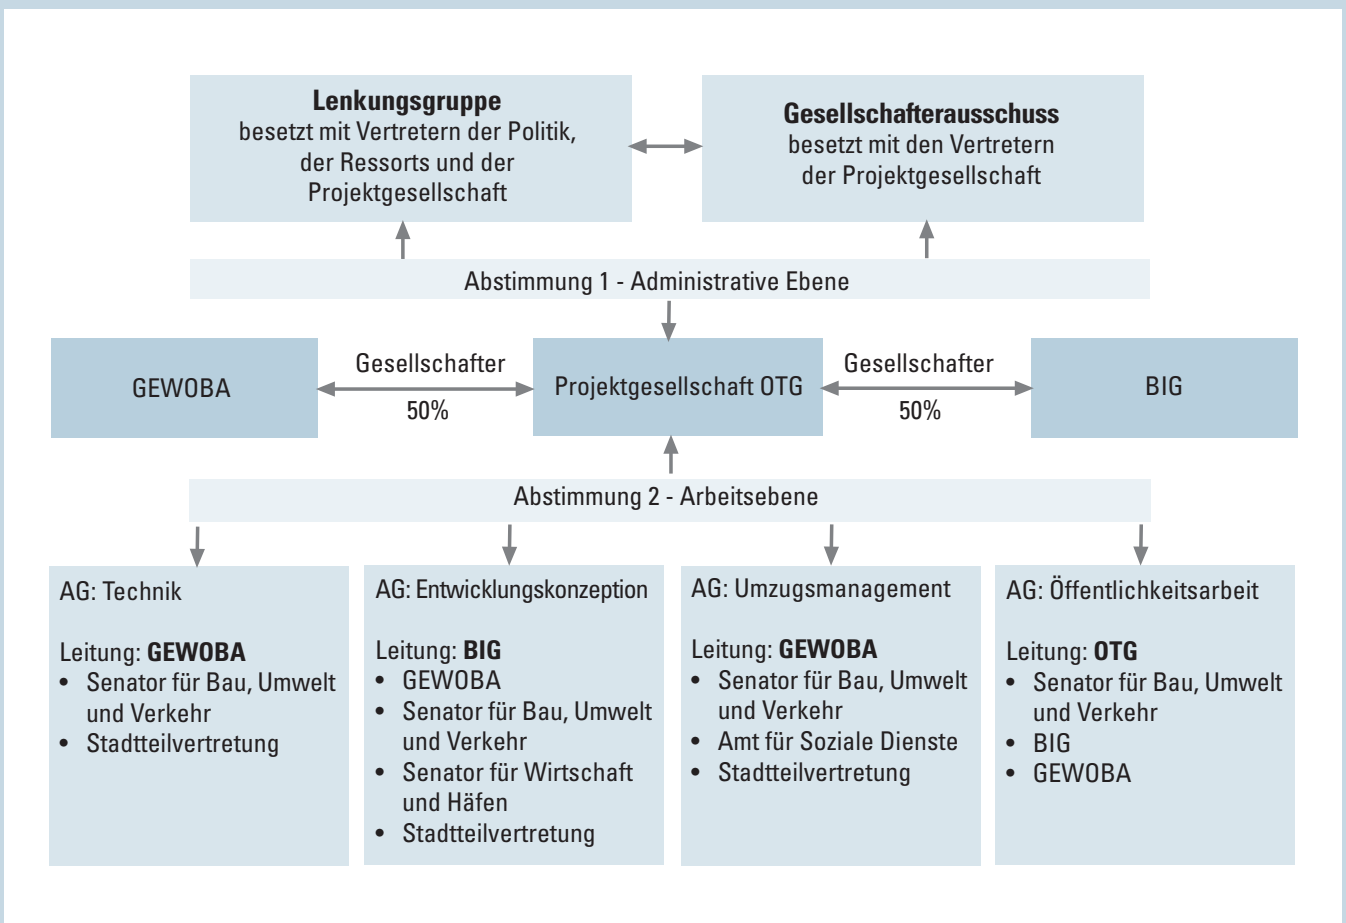 Lenkungsgruppe
besetzt mit Vertretern der Politik,
der Ressorts und der
Projektgesellschaft
Gesellschafterausschuss
besetzt mit den Vertretern
der Projektgesellschaft
Abstimmung 1 - Administrative Ebene
GEWOBA
Gesellschafter
50%
Projektgesellschaft OTG
Gesellschafter
50%
BIG
Abstimmung 2 - Arbeitsebene
AG: Technik
Leitung: GEWOBA
• Senator für Bau, Umwelt
und Verkehr
• Stadtteilvertretung
AG: Entwicklungskonzeption
Leitung: BIG
• GEWOBA
• Senator für Bau, Umwelt
und Verkehr
• Senator für Wirtschaft
und Häfen
• Stadtteilvertretung
AG: Umzugsmanagement
Leitung: GEWOBA
• Senator für Bau, Umwelt
und Verkehr
• Amt für Soziale Dienste
• Stadtteilvertretung
AG: Öffentlichkeitsarbeit
Leitung: OTG
• Senator für Bau, Umwelt
und Verkehr
• BIG
• GEWOBA